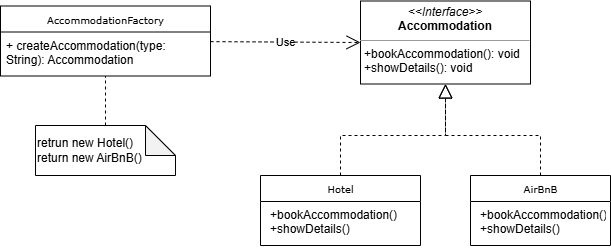 AccommodationFactory
+ createAccommodation(type:
String): Accommodation
Use
<<Interface>>
Accommodation
+bookAccommodation(): void
+showDetails(): void
retrun new Hotel()
return new AirBnB()
Hotel
+bookAccommodation()
+showDetails()
AirBnB
+bookAccommodation()
+showDetails()